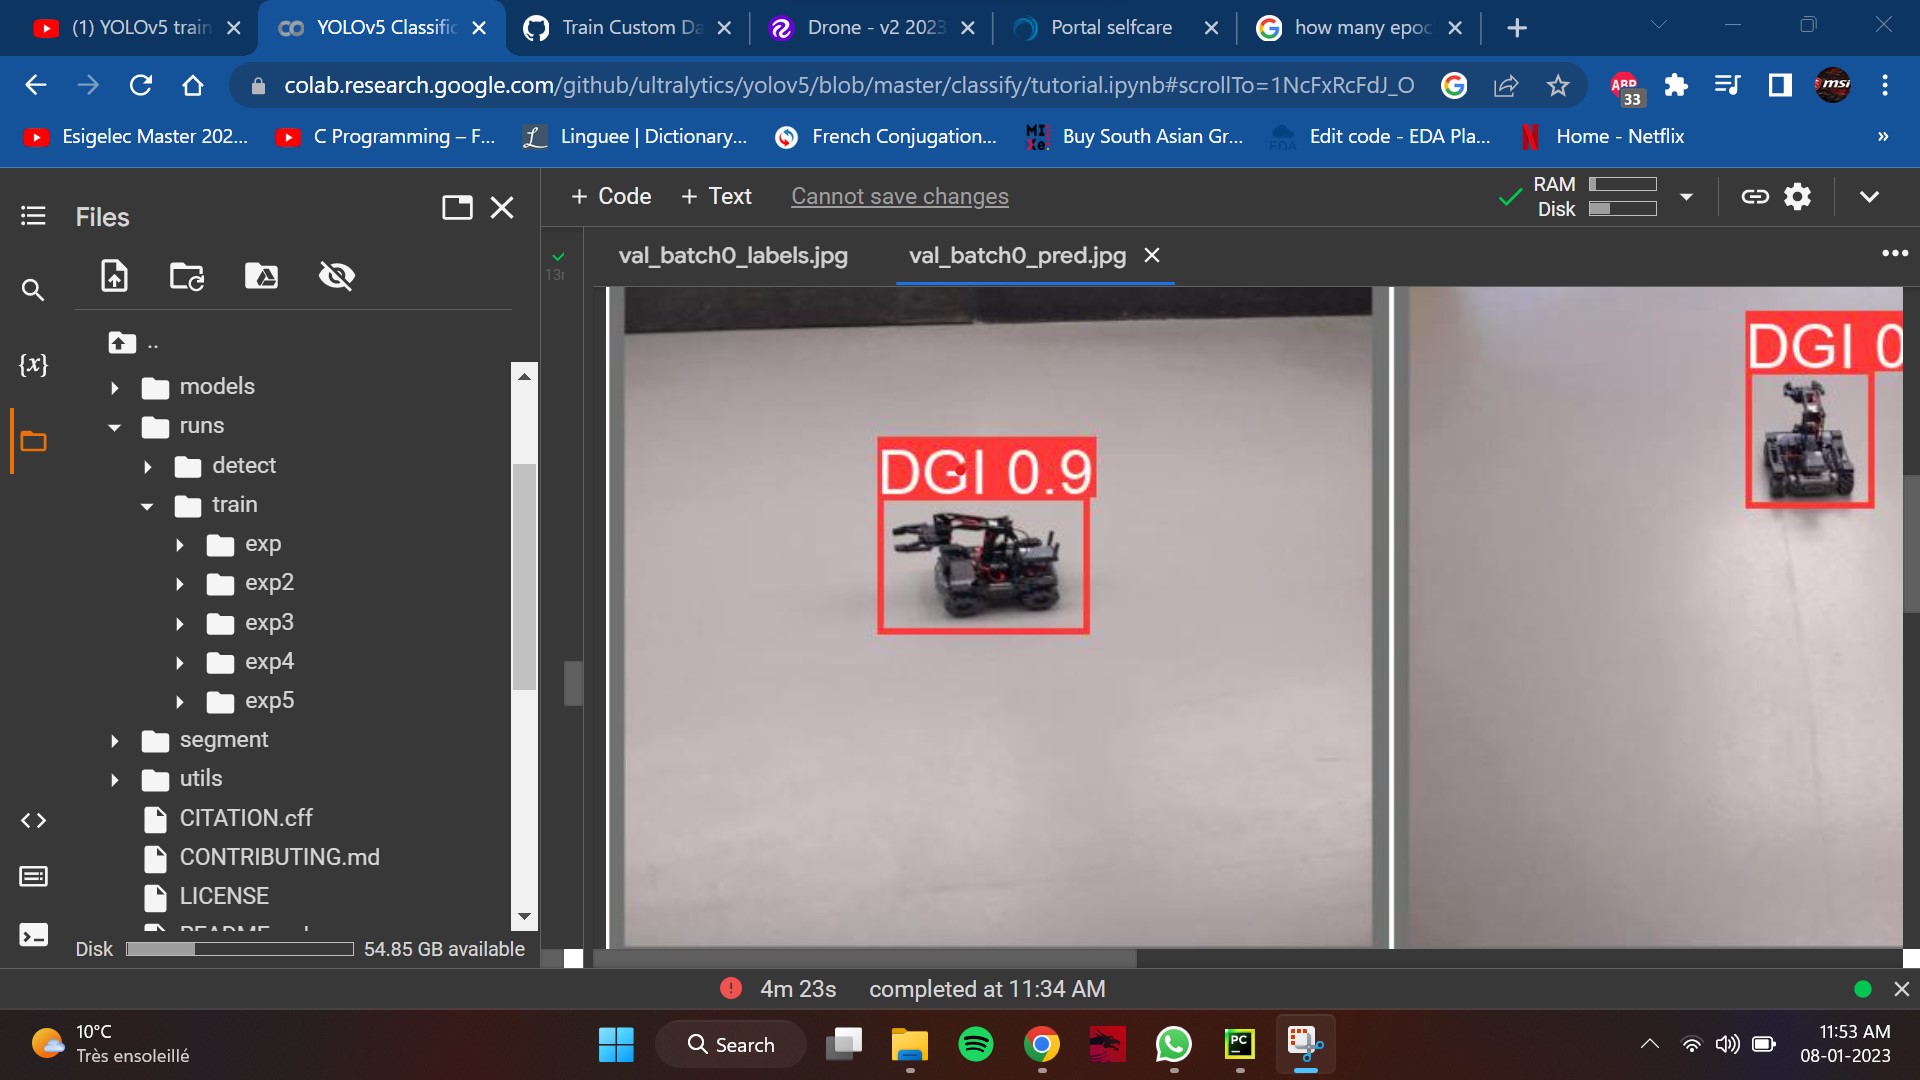 (1) YOLOv5 train
YOLOv5 Classific
Train Custom Da
Drone - v2 2023
Portal selfcare
how many epoc
colab.research.google.com/github/ultralytics/yolov5/blob/master/classify/tutorial.ipynb#scrollTo=1NcFxRcFdJ_O
ABP
33
msi
Esigelec Master 202...
C Programming – F...
Linguee | Dictionary...
French Conjugation...
Buy South Asian Gr...
EDA
Edit code - EDA Pla...
Home - Netflix
»
Files
+ Code
+ Text
Cannot save changes
RAM
Disk
val_batch0_labels.jpg
val_batch0_pred.jpg
{x}
..
models
runs
detect
train
exp
exp2
exp3
exp4
exp5
segment
utils
CITATION.cff
CONTRIBUTING.md
LICENSE
Disk
54.85 GB available
DGI 0.9
DGI 0
4m 23s
completed at 11:34 AM
10°C
Très ensoleillé
Search
PC
11:53 AM
08-01-2023